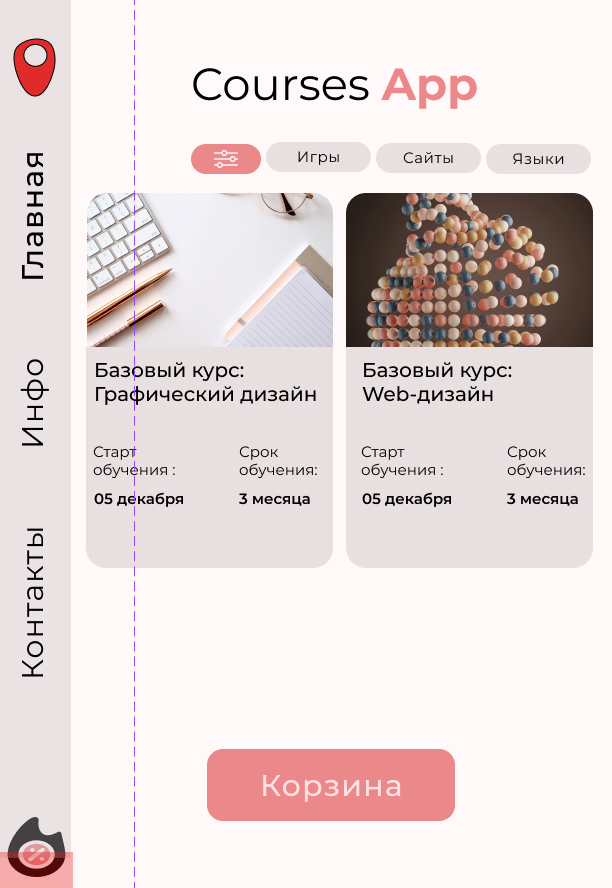 Courses App
Игры
Сайты
Языки
Главная
Инфо
Контакты
Базовый курс:
Графический дизайн
Старт
обучения :
Срок
обучения:
05 декабря
3 месяца
Базовый курс:
Web-дизайн
Старт
обучения :
Срок
обучения:
05 декабря
3 месяца
Корзина